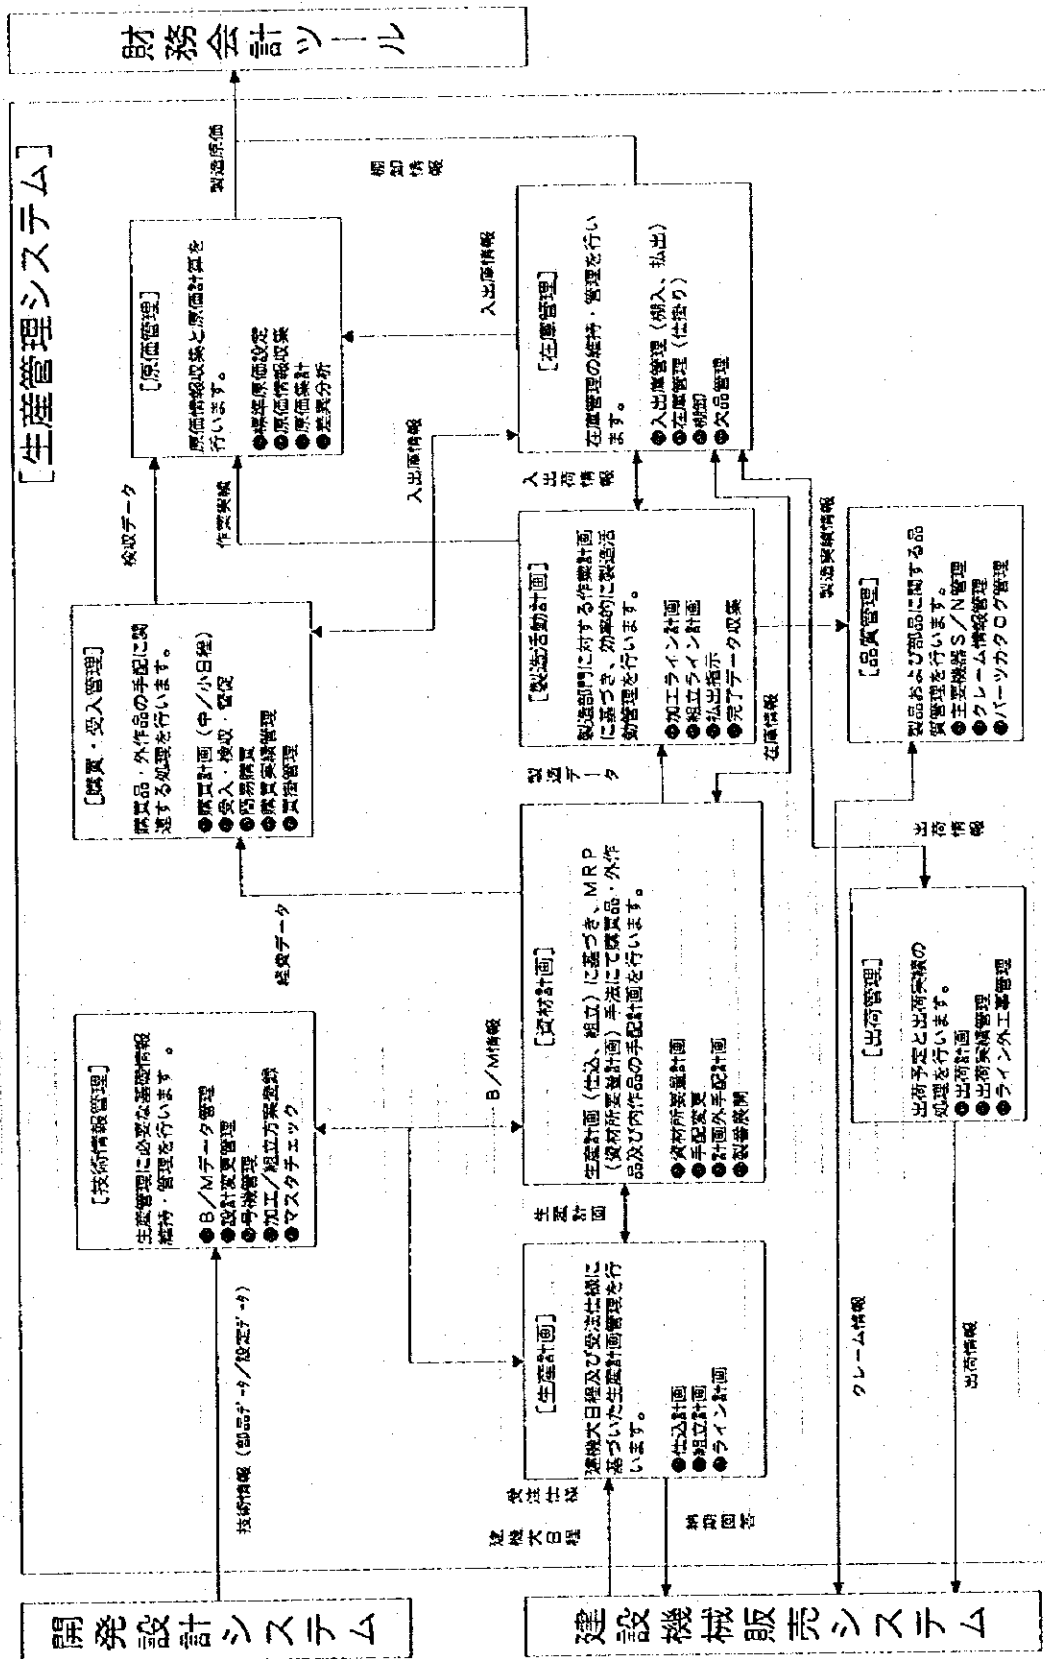 [生産管理システム]
開発設計システム
建設機械販売システム
財務会計ツール
技術情報（部品データ／設定データ）
[技術情報管理]
生産管理に必要な基礎情報
維持・管理を行います。
●B／Mデータ管理
●設計変更管理
●号機管理
●加工／組立方案登録
●マスタチェック
経費データ
[購買・受入管理]
購買品・外作品の手配に関
連する処理を行います。
●購買計画（中／小日程）
●受入・検収・督促
●簡易購買
●購買実績管理
●買掛管理
検収データ
[原価管理]
原価情報収集と原価計算を
行います。
●標準原価設定
●原価情報収集
●原価集計
●差異分析
製造原価
棚卸情報
作業実績
入出庫情報
入出庫情報
B／M情報
建機大日程
受注仕様
納期回答
[生産計画]
建機大日程及び受注仕様に
基づいた生産計画管理を行
います。
●仕込計画
●組立計画
●ライン計画
生産計画
[資材計画]
生産計画（仕込、組立）に基づき、MRP
（資材所要量計画）手法にて購買品・外作
品及び内作品の手配計画を行います。
●資材所要量計画
●手配変更
●計画外手配計画
●製番展開
製造データ
[製造活動計画]
製造部門に対する作業計画
に基づき、効率的に製造活
動管理を行います。
●加工ライン計画
●組立ライン計画
●払出指示
●完了データ収集
入出荷情報
[在庫管理]
在庫管理の維持・管理を行い
ます。
●入出庫管理（棚入、払出）
●在庫管理（仕掛り）
●棚卸
●欠品管理
在庫情報
製造実績情報
クレーム情報
出荷情報
[出荷管理]
出荷予定と出荷実績の
処理を行います。
●出荷計画
●出荷実績管理
●ライン外工事管理
出荷情報
[品質管理]
製品および部品に関する品
質管理を行います。
●主要機器S／N管理
●クレーム情報管理
●パーツカタログ管理